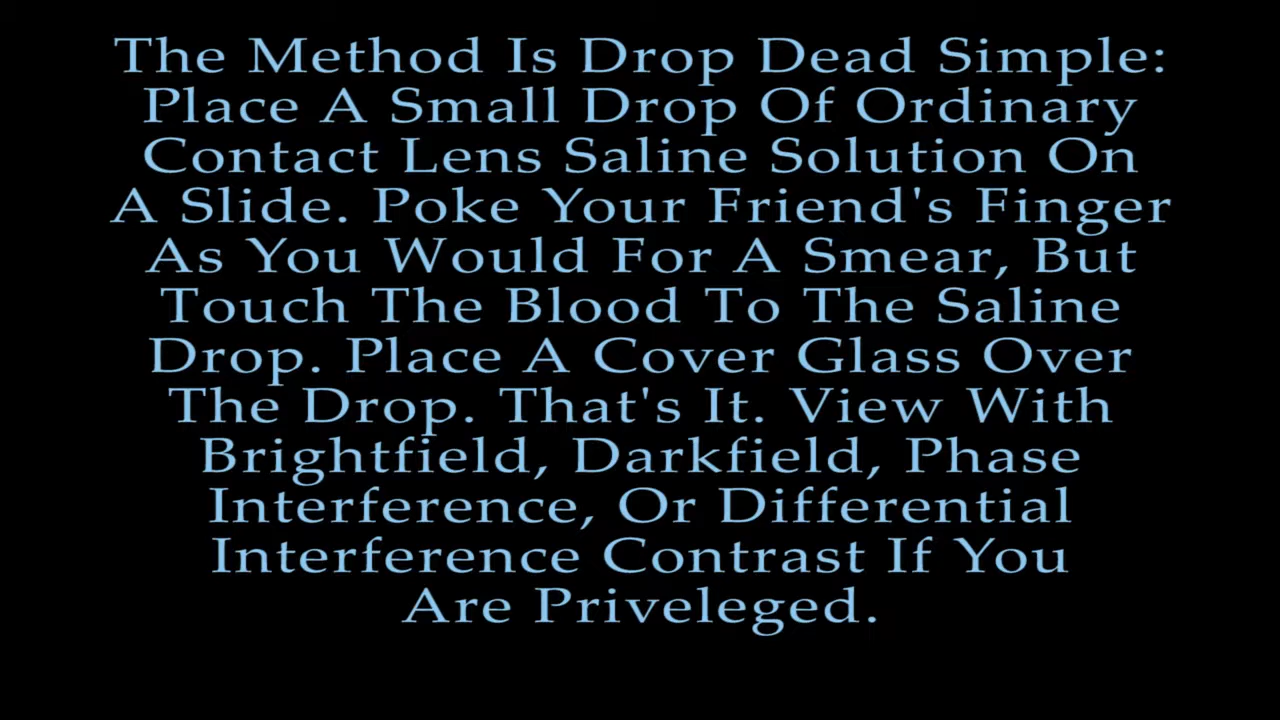 The Method Is Drop Dead Simple:
Place A Small Drop Of Ordinary
Contact Lens Saline Solution On
A Slide. Poke Your Friend's Finger
As You Would For A Smear, But
Touch The Blood To The Saline
Drop. Place A Cover Glass Over
The Drop. That's It. View With
Brightfield, Darkfield, Phase
Interference, Or Differential
Interference Contrast If You
Are Priveleged.